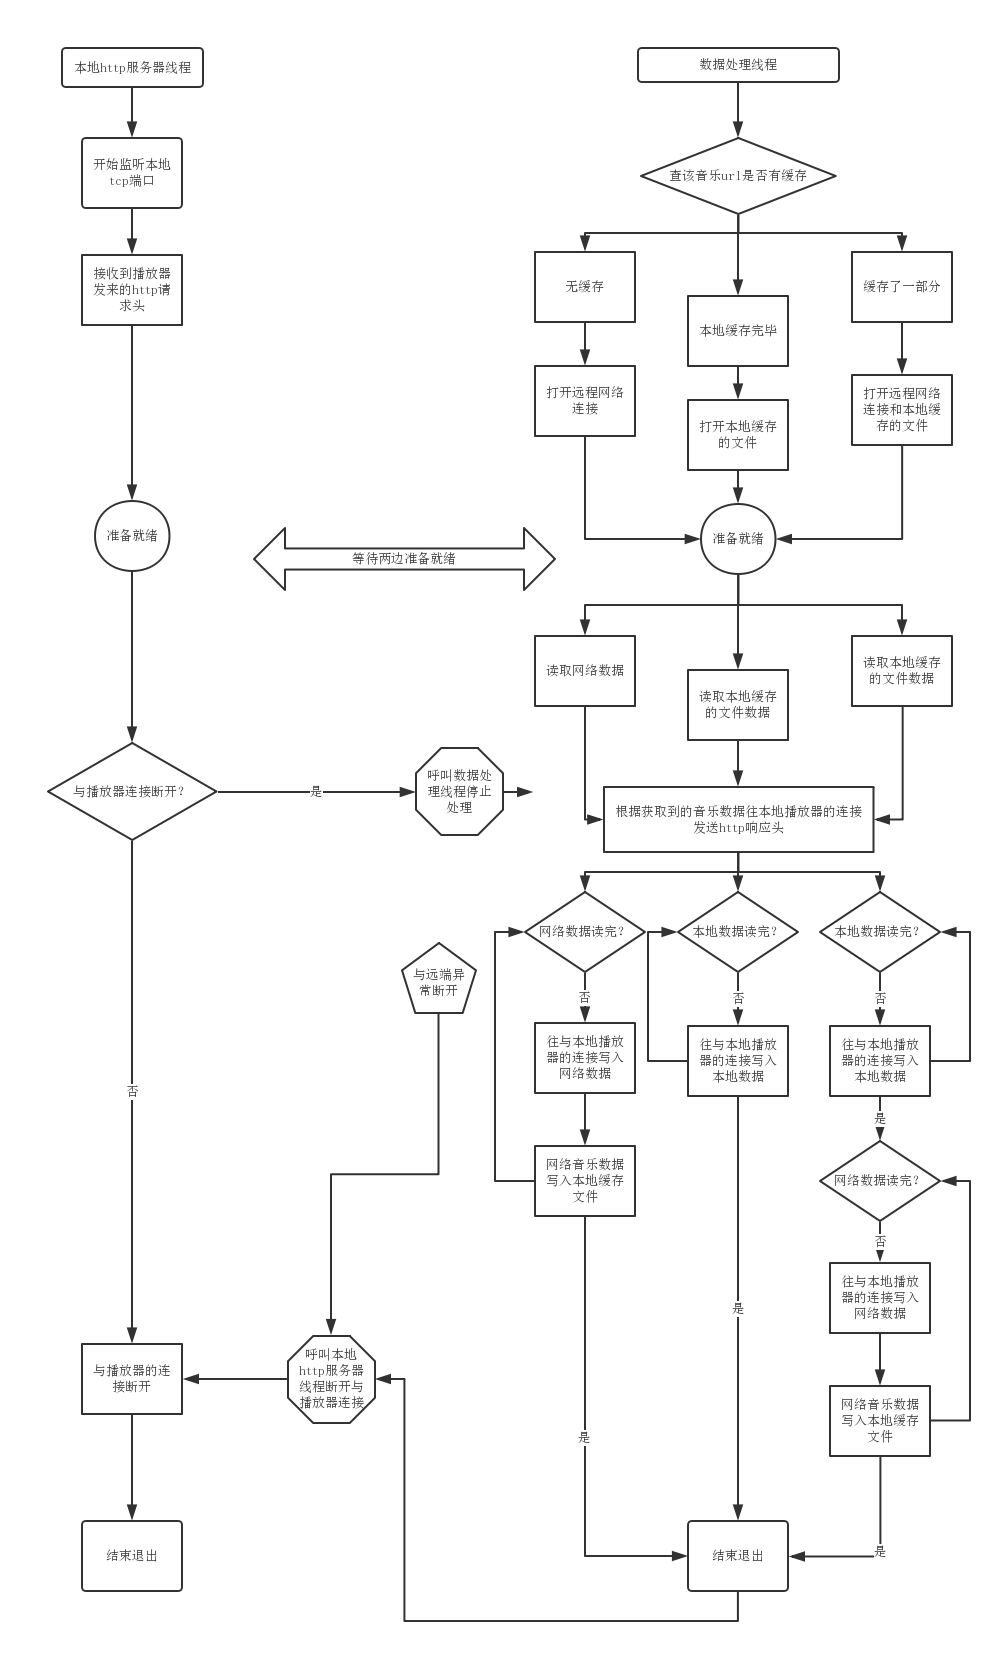 本地http服务器线程
开始监听本地
tcp端口
接收到播放器
发来的http请
求头
准备就绪
等待两边准备就绪
与播放器连接断开?
是
呼叫数据处
理线程停止
处理
否
与远端异
常断开
呼叫本地
http服务器
线程断开与
播放器连接
与播放器的连
接断开
结束退出
数据处理线程
查该音乐url是否有缓存
无缓存
本地缓存完毕
缓存了一部分
打开远程网络
连接
打开本地缓存
的文件
打开远程网络
连接和本地缓
存的文件
准备就绪
读取网络数据
读取本地缓存
的文件数据
读取本地缓存
的文件数据
根据获取到的音乐数据往本地播放器的连接
发送http响应头
网络数据读完?
否
往与本地播放
器的连接写入
网络数据
网络音乐数据
写入本地缓存
文件
是
本地数据读完?
否
往与本地播放
器的连接写入
本地数据
是
本地数据读完?
否
往与本地播放
器的连接写入
本地数据
是
网络数据读完?
否
往与本地播放
器的连接写入
网络数据
网络音乐数据
写入本地缓存
文件
是
结束退出